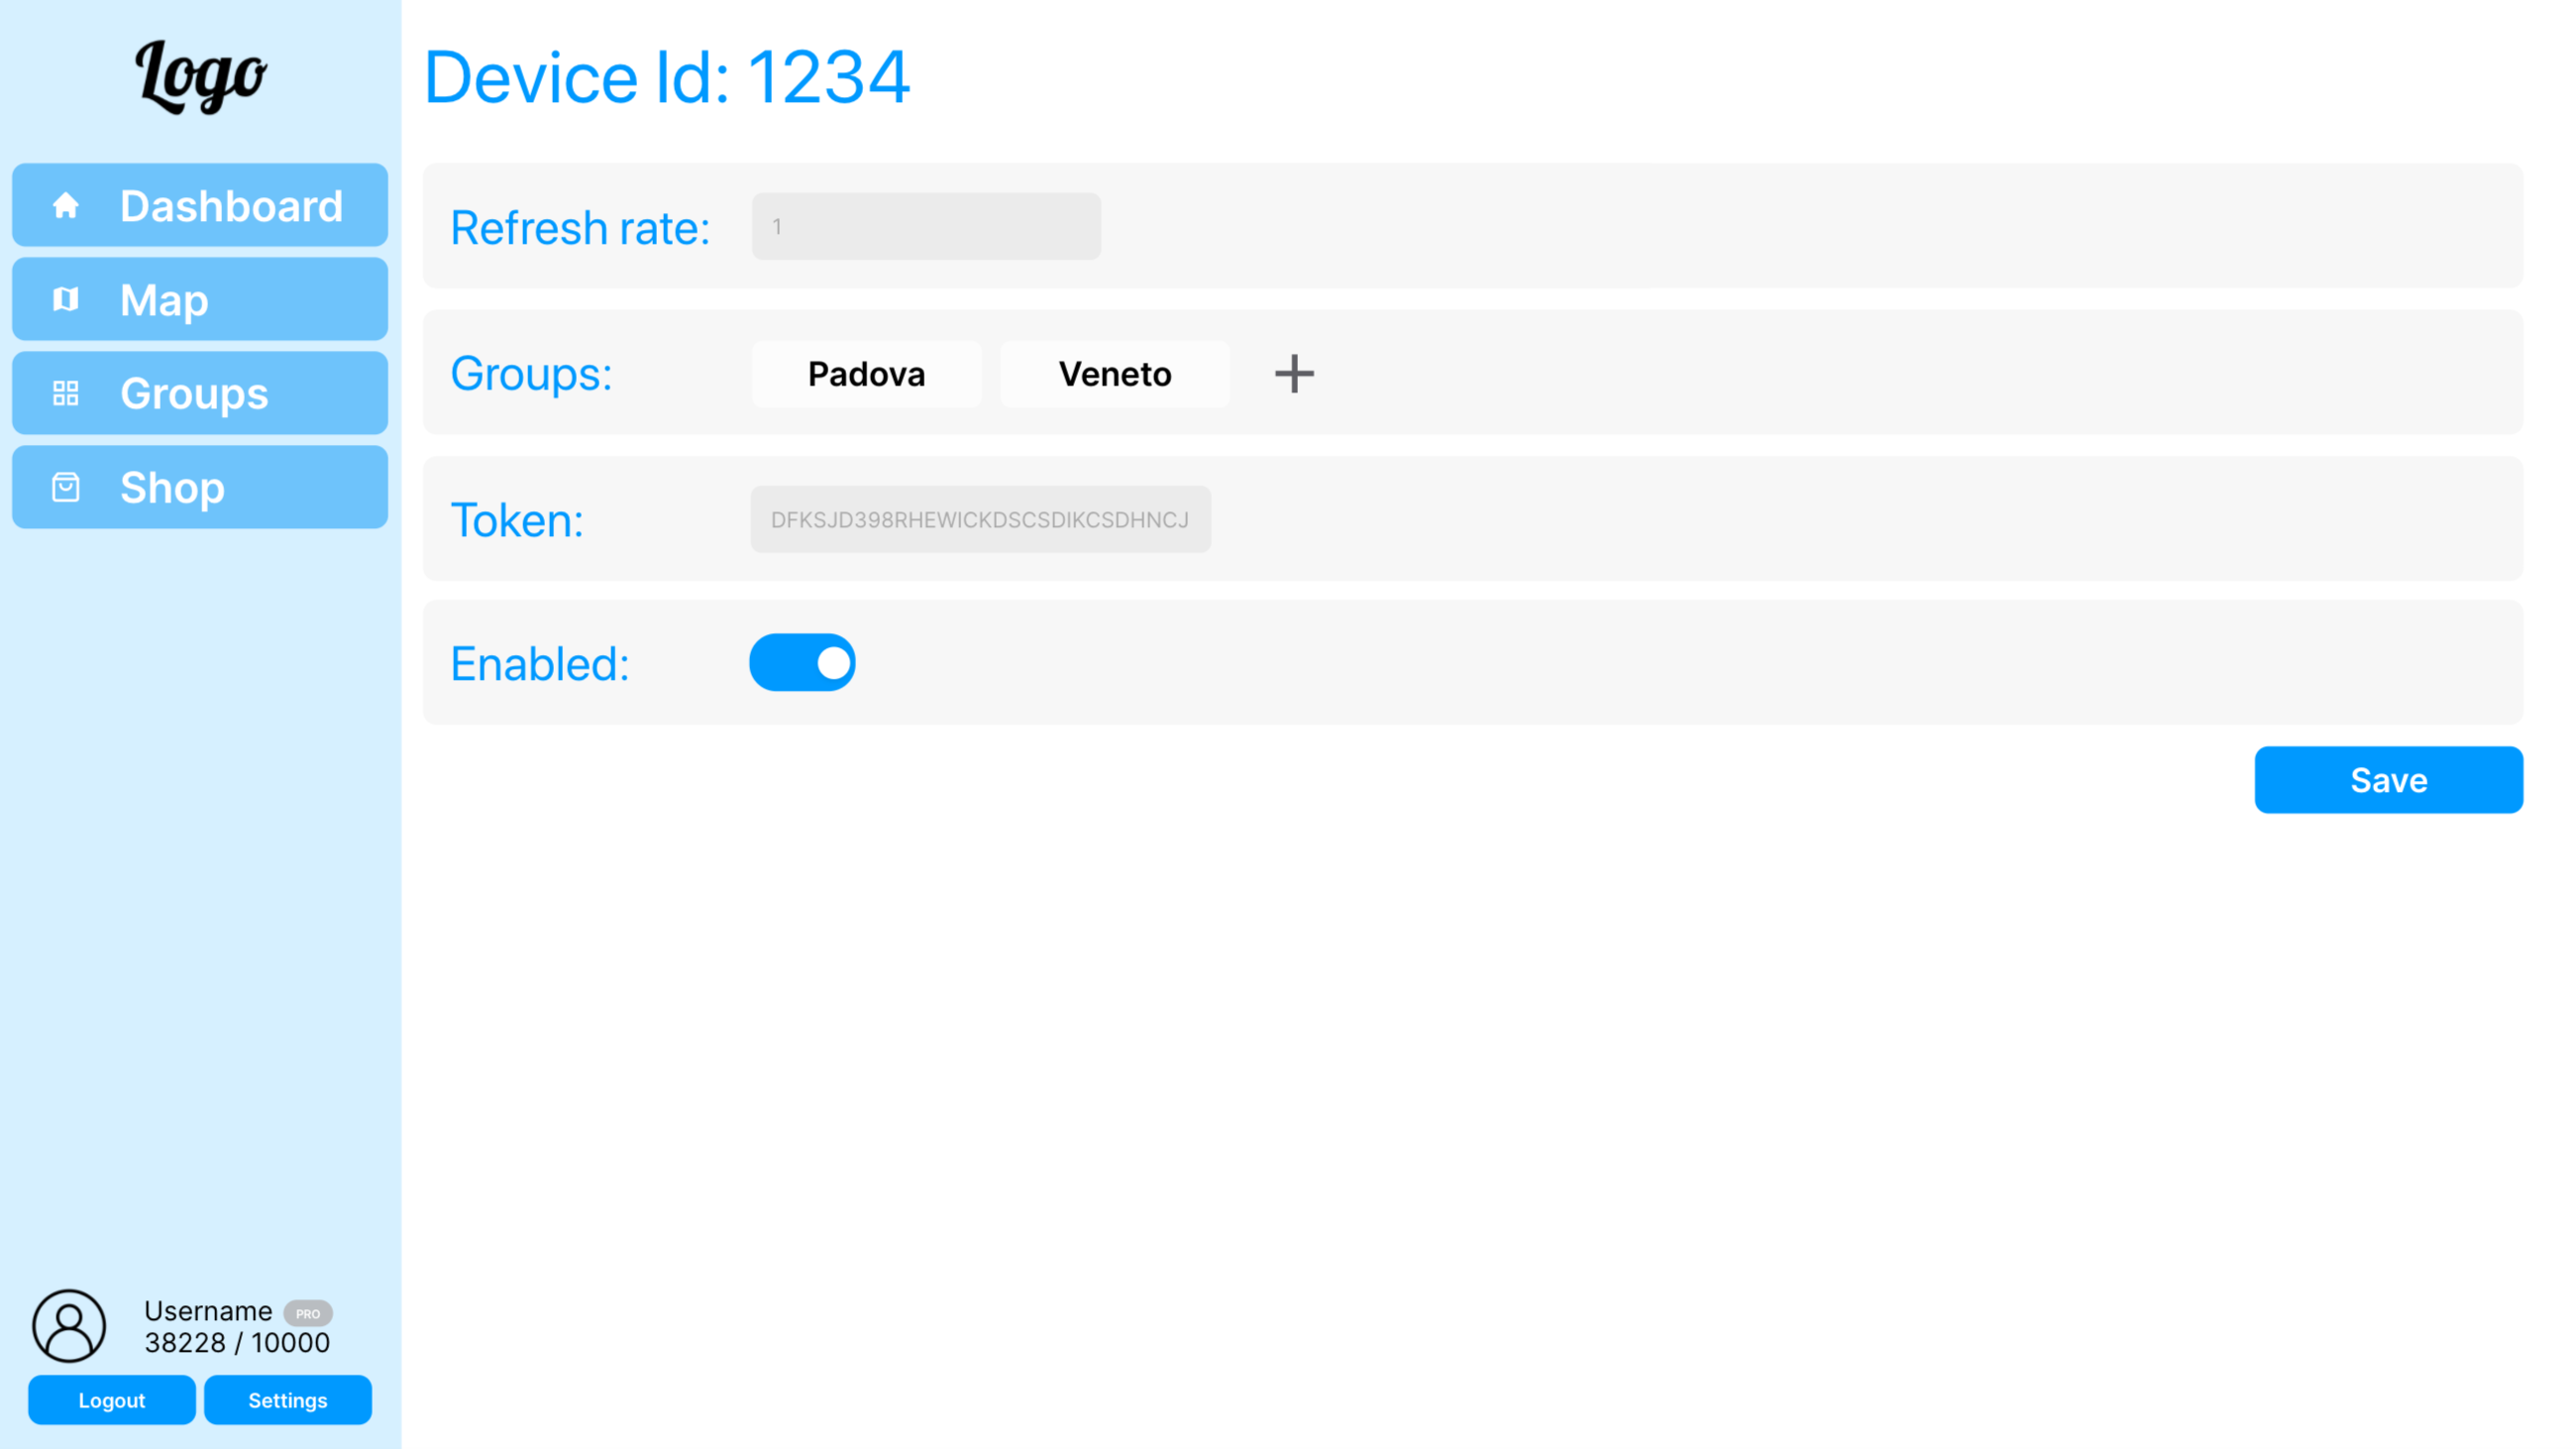 Logo
Device Id: 1234
Dashboard
Map
Groups
Shop
Refresh rate: 1
Groups: Padova Veneto
Token: DFKSJD398RHEWICKDSCSDIKCSDHNCJ
Enabled:
Save
Username PRO
38228 / 10000
Logout Settings